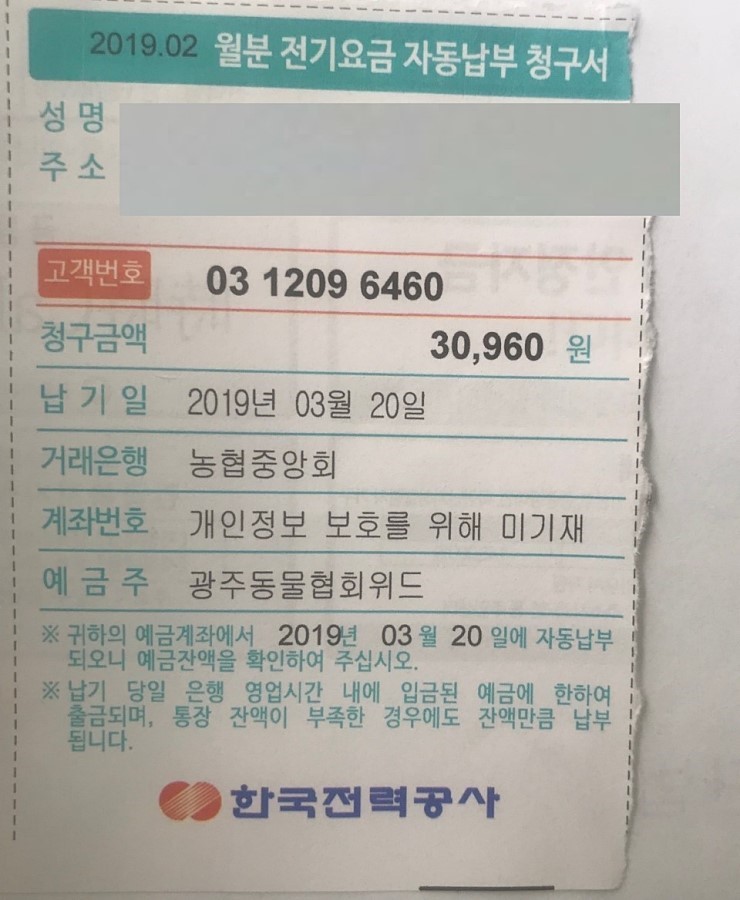 2019.02 월분 전기요금 자동납부 청구서
성 명
주 소
고객번호 03 1209 6460
청구금액 30,960 원
납 기 일 2019년 03월 20일
거래은행 농협중앙회
계좌번호 개인정보 보호를 위해 미기재
예 금 주 광주동물협회위드
※ 귀하의 예금계좌에서 2019년 03 월 20 일에 자동납부
되오니 예금잔액을 확인하여 주십시오.
※ 납기 당일 은행 영업시간 내에 입금된 예금에 한하여
출금되며, 통장 잔액이 부족한 경우에도 잔액만큼 납부
됩니다.
한국전력공사